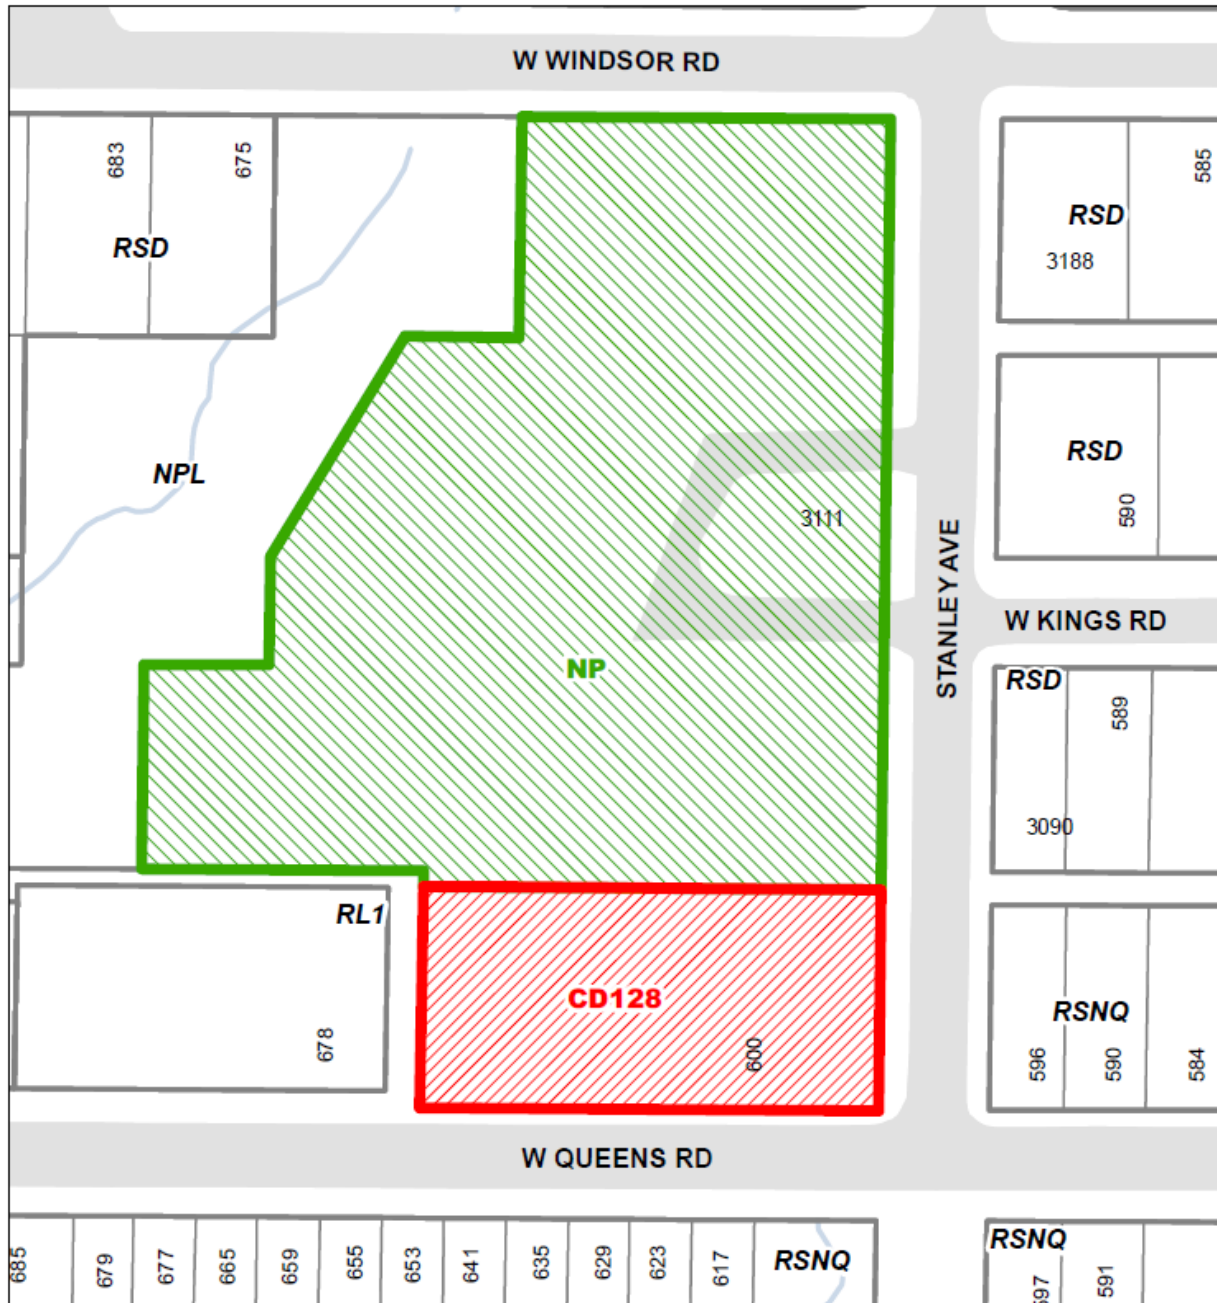 W WINDSOR RD
683
675
585
RSD
3188
RSD
RSD
590
NPL
3111
STANLEY AVE
W KINGS RD
NP
RSD
589
3090
RL1
678
CD128
600
RSNQ
596
590
584
W QUEENS RD
685
679
677
665
659
655
653
641
635
629
623
617
RSNQ
RSNQ
597
591